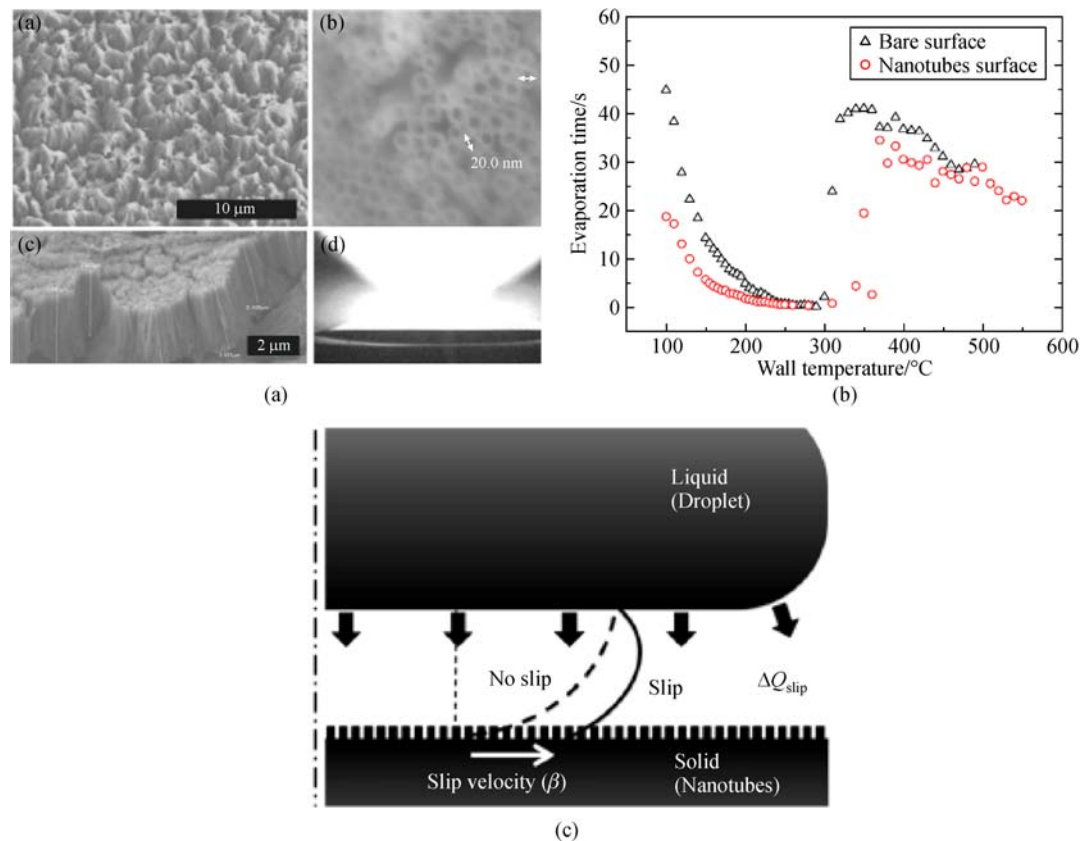 (a)
(b)
20.0 nm
10 μm
(c)
(d)
2 μm
(a)
60
50
40
30
20
10
0
Evaporation time/s
Bare surface
Nanotubes surface
100 200 300 400 500 600
Wall temperature/°C
(b)
Liquid
(Droplet)
No slip
Slip
ΔQslip
Slip velocity (β)
Solid
(Nanotubes)
(c)